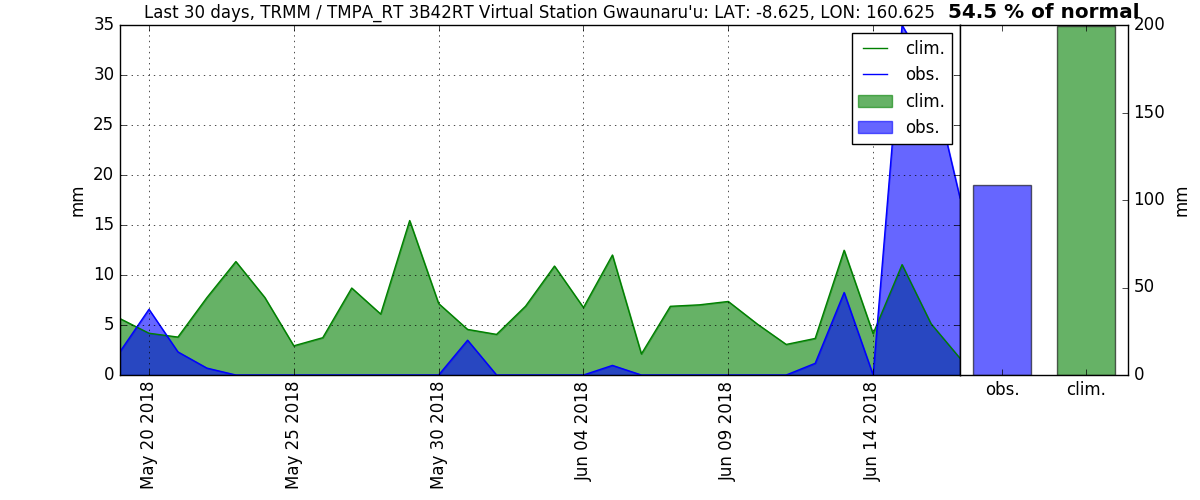 Last 30 days, TRMM / TMPA_RT 3B42RT Virtual Station Gwaunaru'u: LAT: -8.625, LON: 160.625
54.5 % of normal
35
30
25
20
15
10
5
0
mm
clim.
obs.
clim.
obs.
200
150
100
50
0
mm
May 20 2018
May 25 2018
May 30 2018
Jun 04 2018
Jun 09 2018
Jun 14 2018
obs.
clim.